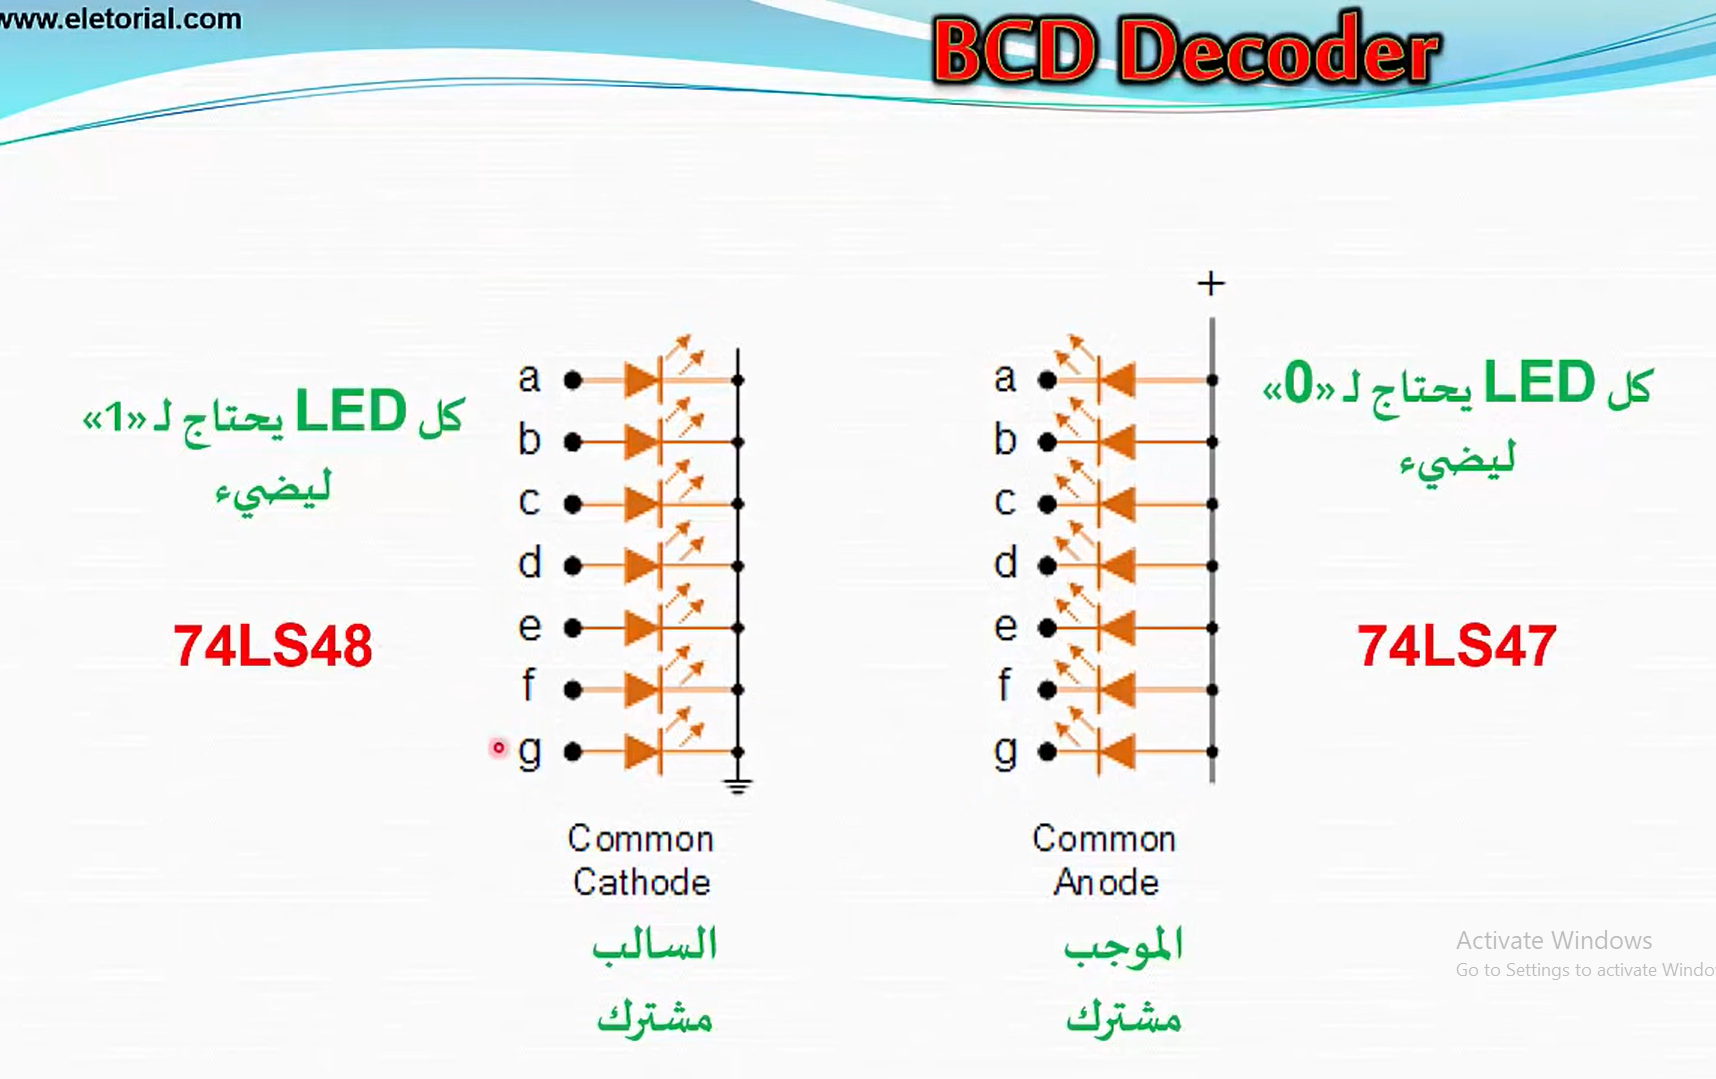 www.eletorial.com
BCD Decoder
+
كل LED يحتاج لـ «1»
ليضيء
74LS48
a
b
c
d
e
f
g
Common
Cathode
السالب
مشترك
a
b
c
d
e
f
g
Common
Anode
الموجب
مشترك
كل LED يحتاج لـ «0»
ليضيء
74LS47
Activate Windows
Go to Settings to activate Windo